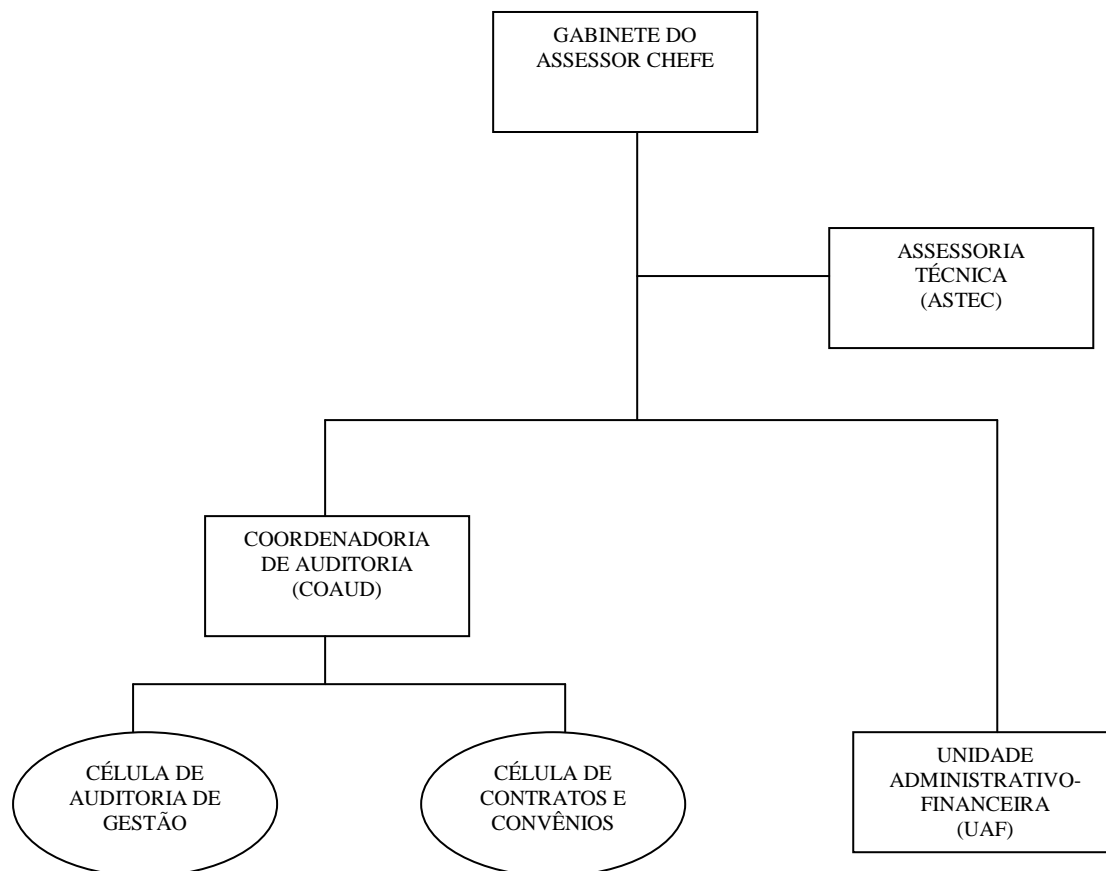 GABINETE DO
ASSESSOR CHEFE
ASSESSORIA
TÉCNICA
(ASTEC)
COORDENADORIA
DE AUDITORIA
(COAUD)
CÉLULA DE
AUDITORIA DE
GESTÃO
CÉLULA DE
CONTRATOS E
CONVÊNIOS
UNIDADE
ADMINISTRATIVO-
FINANCEIRA
(UAF)